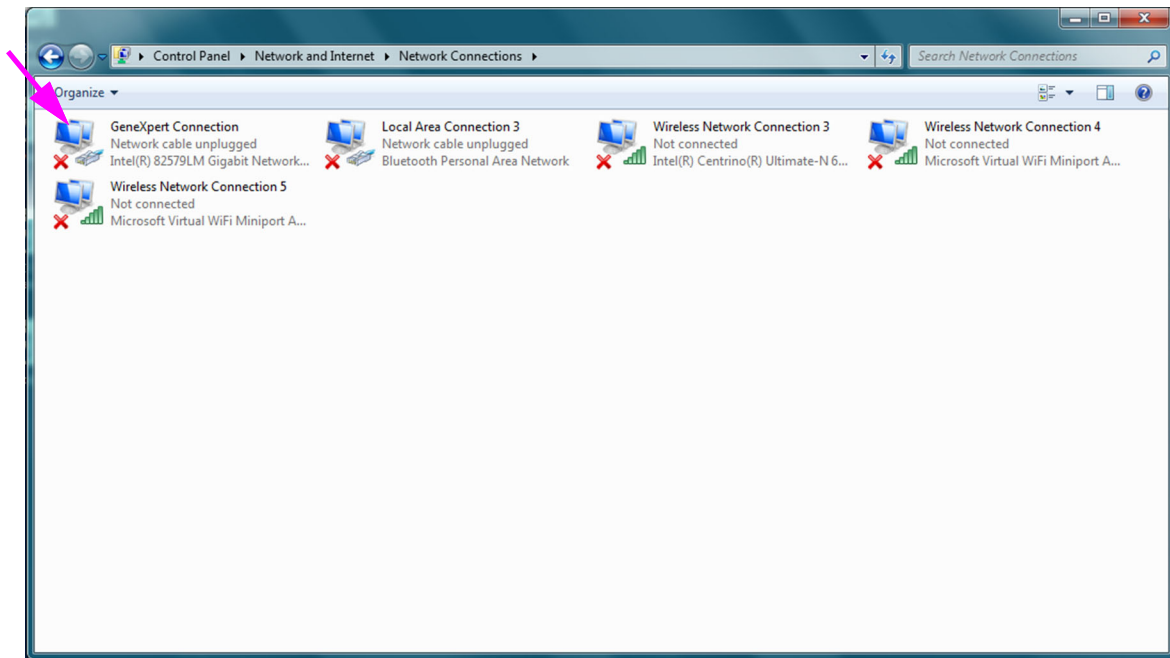 Control Panel Network and Internet Network Connections
Search Network Connections
Organize
GeneXpert Connection
Network cable unplugged
Intel(R) 82579LM Gigabit Network...
Local Area Connection 3
Network cable unplugged
Bluetooth Personal Area Network
Wireless Network Connection 3
Not connected
Intel(R) Centrino(R) Ultimate-N 6...
Wireless Network Connection 4
Not connected
Microsoft Virtual WiFi Miniport A...
Wireless Network Connection 5
Not connected
Microsoft Virtual WiFi Miniport A...